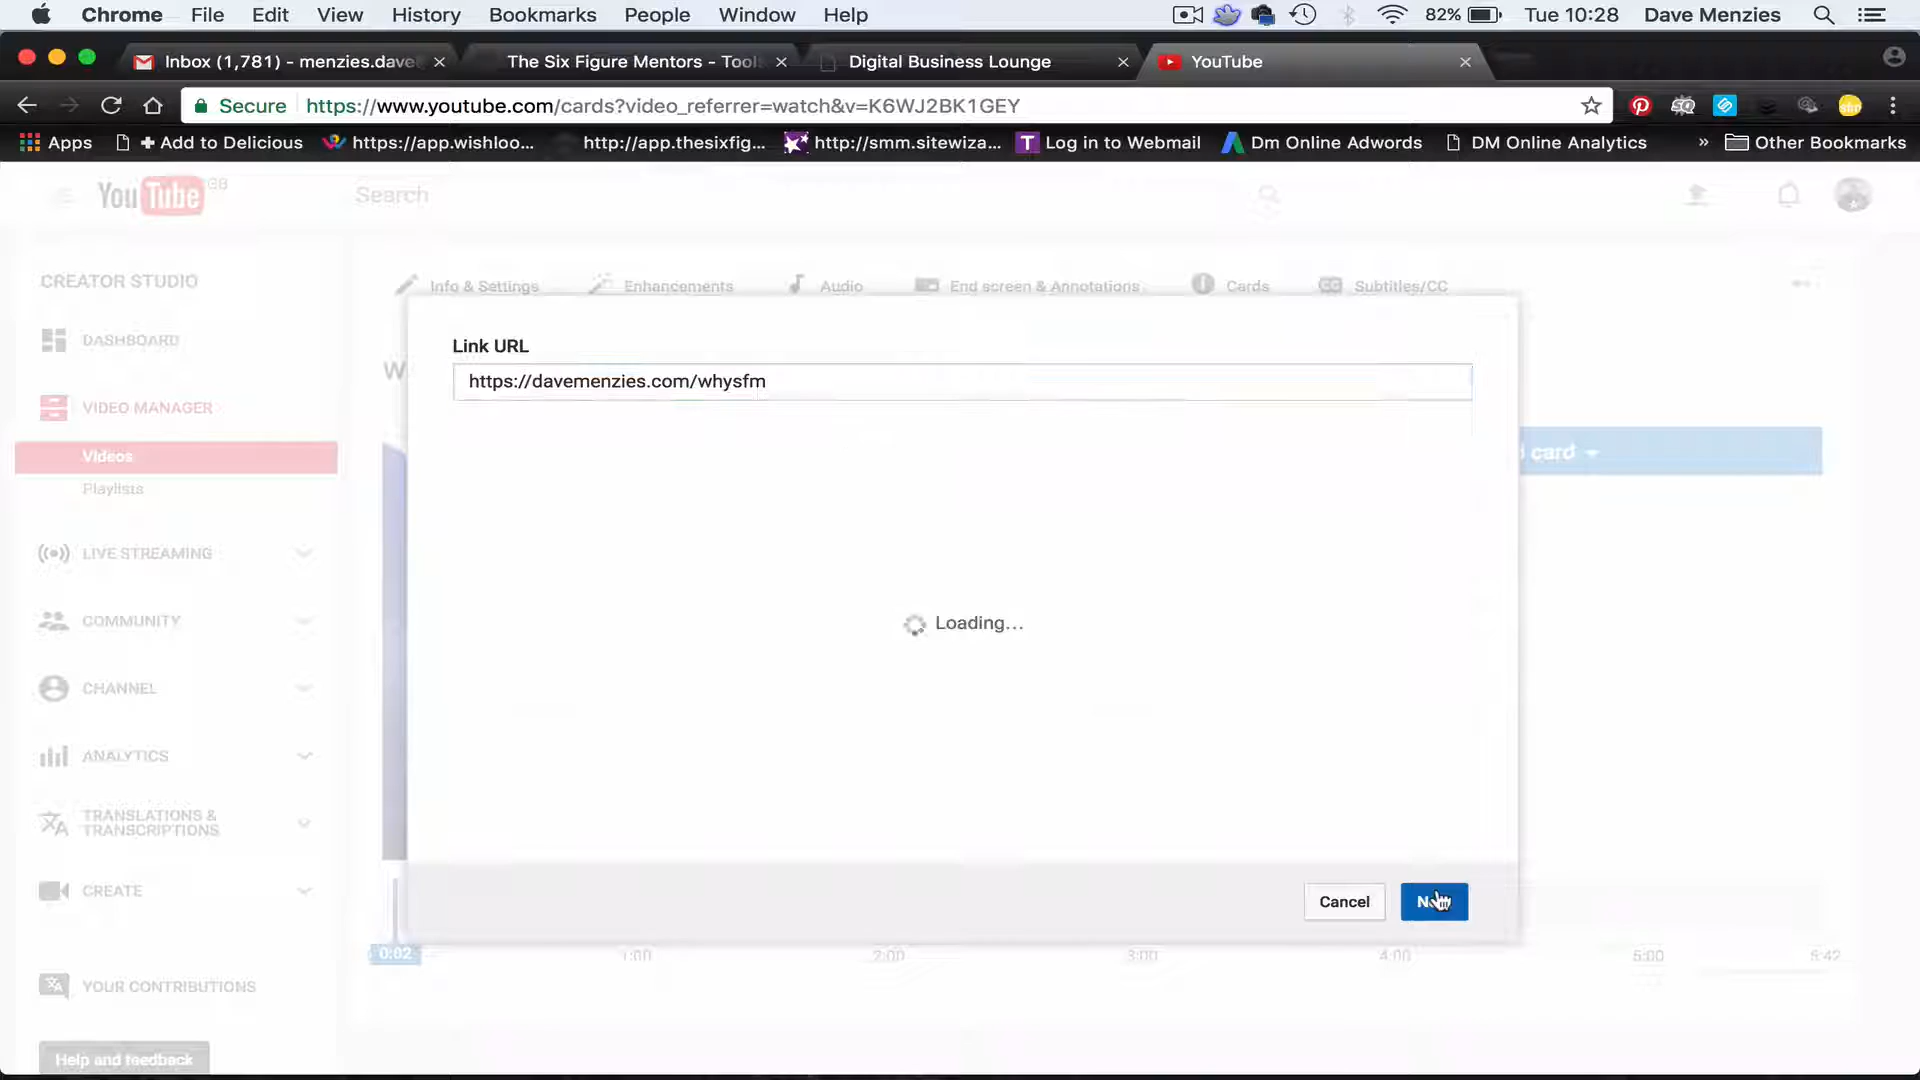 Chrome File Edit View History Bookmarks People Window Help 82% Tue 10:28 Dave Menzies
Inbox (1,781) - menzies.dave The Six Figure Mentors - Tool Digital Business Lounge YouTube
Secure https://www.youtube.com/cards?video_referrer=watch&v=K6WJ2BK1GEY
Apps + Add to Delicious https://app.wishloo... http://app.thesixfig... http://smm.sitewiza... T Log in to Webmail Dm Online Adwords DM Online Analytics » Other Bookmarks
YouTube GB Search
CREATOR STUDIO
Info & Settings Enhancements Audio End screen & Annotations Cards CC Subtitles/CC
DASHBOARD
Link URL
https://davemenzies.com/whysfm
VIDEO MANAGER
card
Videos
Playlists
LIVE STREAMING
COMMUNITY
Loading...
CHANNEL
ANALYTICS
TRANSLATIONS &
TRANSCRIPTIONS
CREATE
Cancel
0:02 1:00 2:00 3:00 4:00 5:00 5:42
YOUR CONTRIBUTIONS
Help and feedback